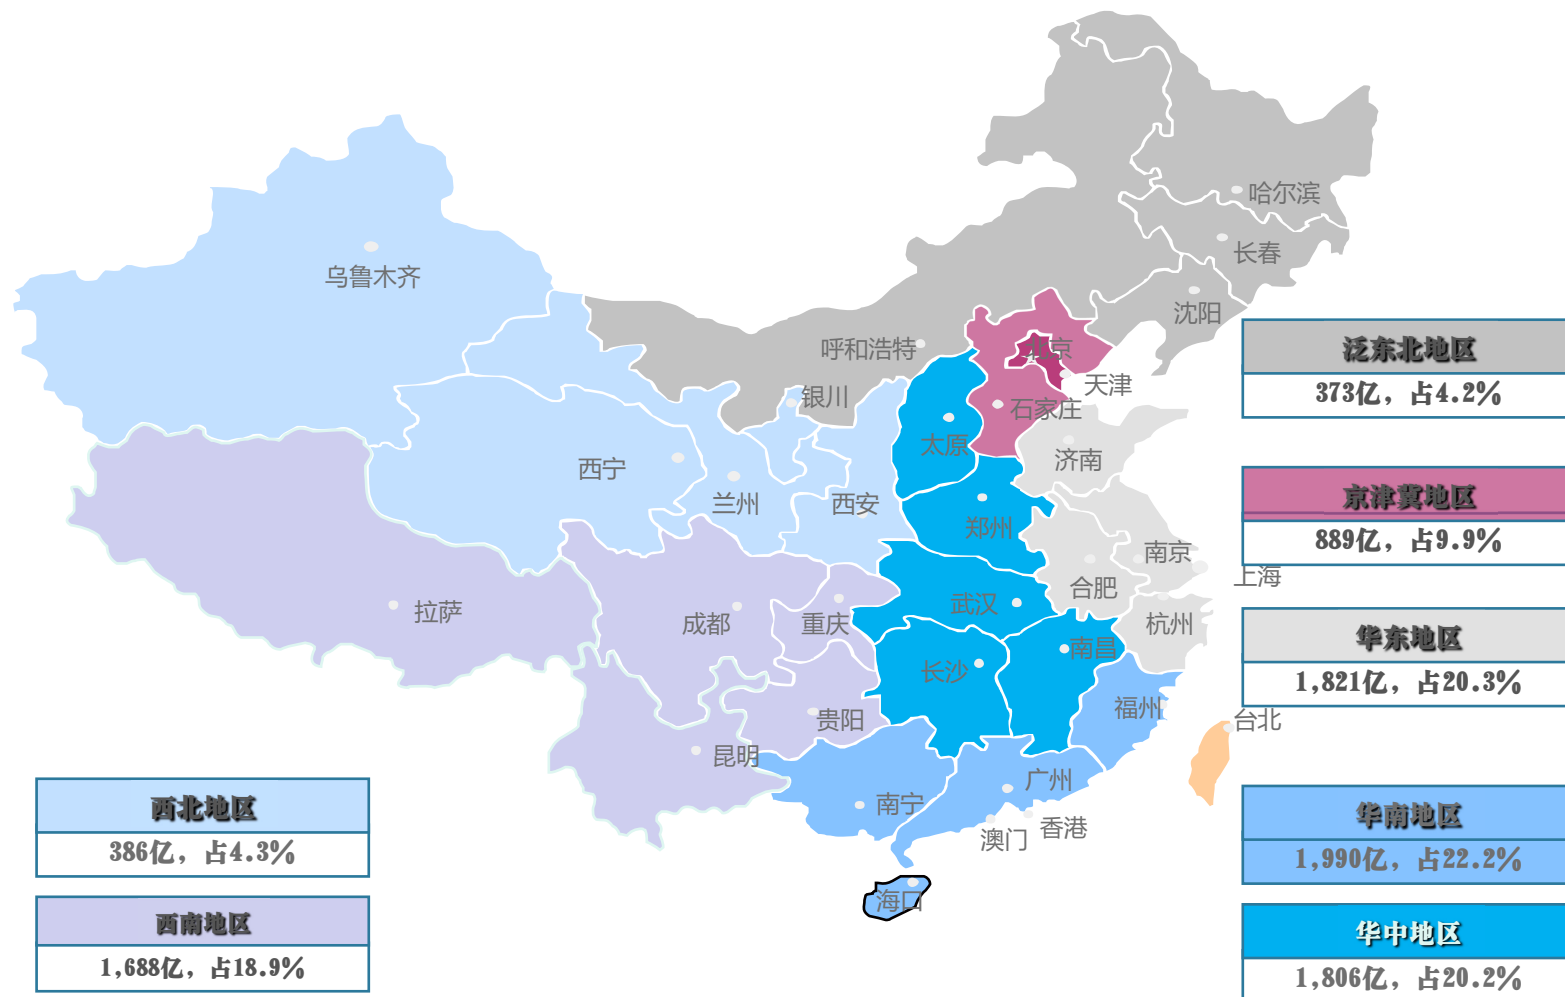 哈尔滨
长春
乌鲁木齐
沈阳
呼和浩特
北京
泛东北地区
373亿，占4.2%
天津
银川
石家庄
太原
济南
西宁
兰州
西安
郑州
京津冀地区
889亿，占9.9%
南京
上海
合肥
拉萨
成都
重庆
武汉
杭州
华东地区
1,821亿，占20.3%
南昌
长沙
福州
贵阳
台北
昆明
广州
南宁
澳门
香港
西北地区
386亿，占4.3%
华南地区
1,990亿，占22.2%
海口
西南地区
1,688亿，占18.9%
华中地区
1,806亿，占20.2%